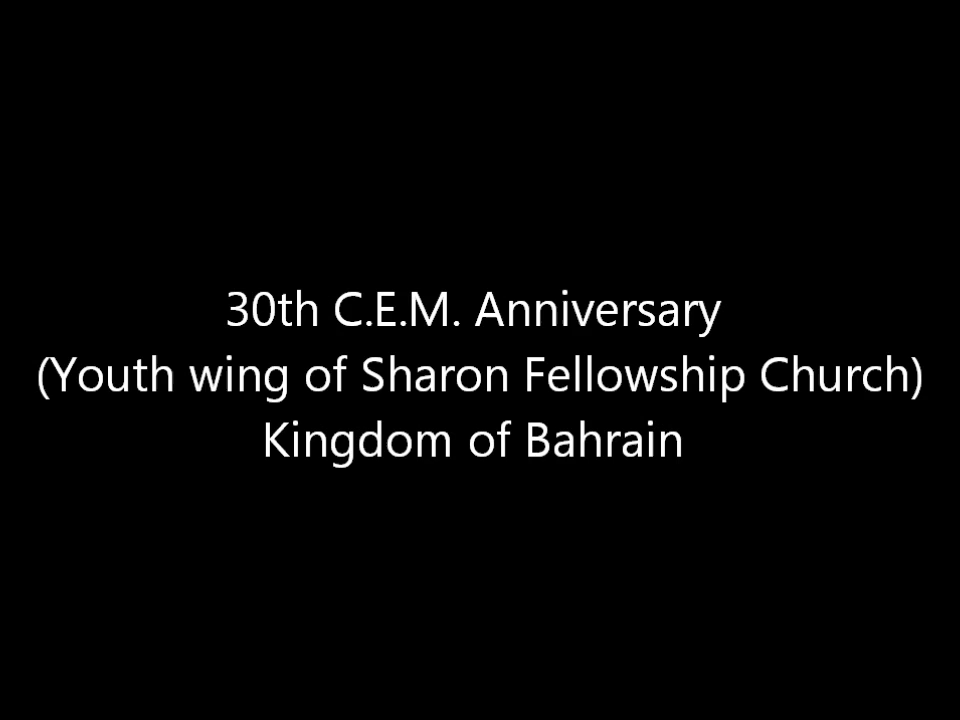 30th C.E.M. Anniversary
(Youth wing of Sharon Fellowship Church)
Kingdom of Bahrain